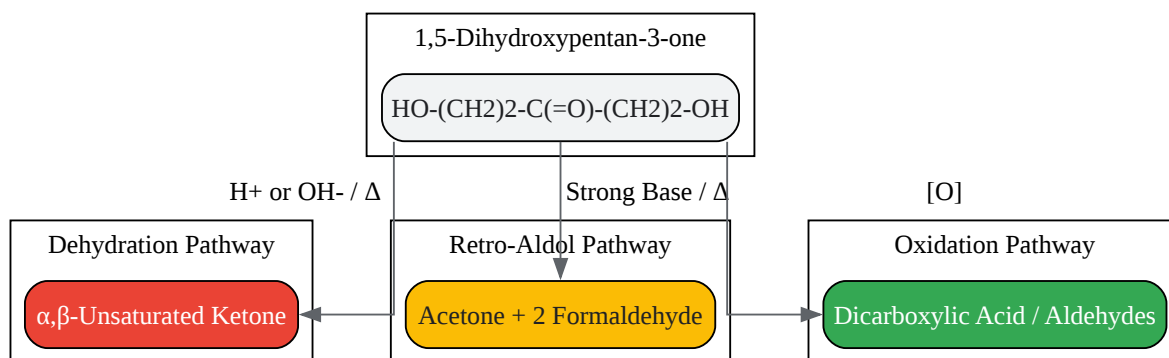 1,5-Dihydroxypentan-3-one
HO-(CH2)2-C(=O)-(CH2)2-OH
H+ or OH- / Δ
Strong Base / Δ
[O]
Dehydration Pathway
Retro-Aldol Pathway
Oxidation Pathway
α,β-Unsaturated Ketone
Acetone + 2 Formaldehyde
Dicarboxylic Acid / Aldehydes